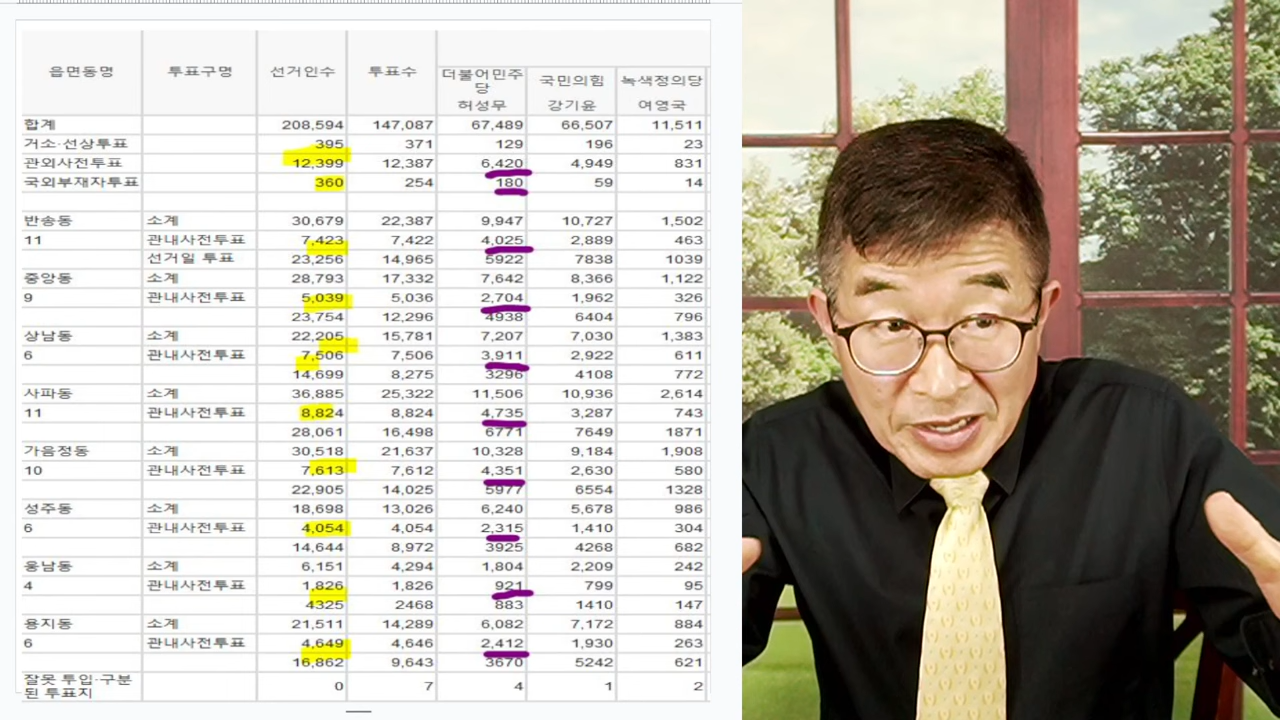 읍면동명 투표구명 선거인수 투표수 더불어민주당 허성무 국민의힘 강기윤 녹색정의당 여영국
합계 208,594 147,087 67,489 66,507 11,511
거소·선상투표 395 371 129 196 23
관외사전투표 12,399 12,387 6,420 4,949 831
국외부재자투표 360 254 180 59 14
반송동 소계 30,679 22,387 9,947 10,727 1,502
11 관내사전투표 7,423 7,422 4,025 2,889 463
선거일 투표 23,256 14,965 5922 7838 1039
중앙동 소계 28,793 17,332 7,642 8,366 1,122
9 관내사전투표 5,039 5,036 2,704 1,962 326
23,754 12,296 4938 6404 796
상남동 소계 22,205 15,781 7,207 7,030 1,383
6 관내사전투표 7,506 7,506 3,911 2,922 611
14,699 8,275 3296 4108 772
사파동 소계 36,885 25,322 11,506 10,936 2,614
11 관내사전투표 8,824 8,824 4,735 3,287 743
28,061 16,498 6771 7649 1871
가음정동 소계 30,518 21,637 10,328 9,184 1,908
10 관내사전투표 7,613 7,612 4,351 2,630 580
22,905 14,025 5977 6554 1328
성주동 소계 18,698 13,026 6,240 5,678 986
6 관내사전투표 4,054 4,054 2,315 1,410 304
14,644 8,972 3925 4268 682
웅남동 소계 6,151 4,294 1,804 2,209 242
4 관내사전투표 1,826 1,826 921 799 95
4325 2468 883 1410 147
용지동 소계 21,511 14,289 6,082 7,172 884
6 관내사전투표 4,649 4,646 2,412 1,930 263
16,862 9,643 3670 5242 621
잘못 투입·구분
된 투표지 0 7 4 1 2